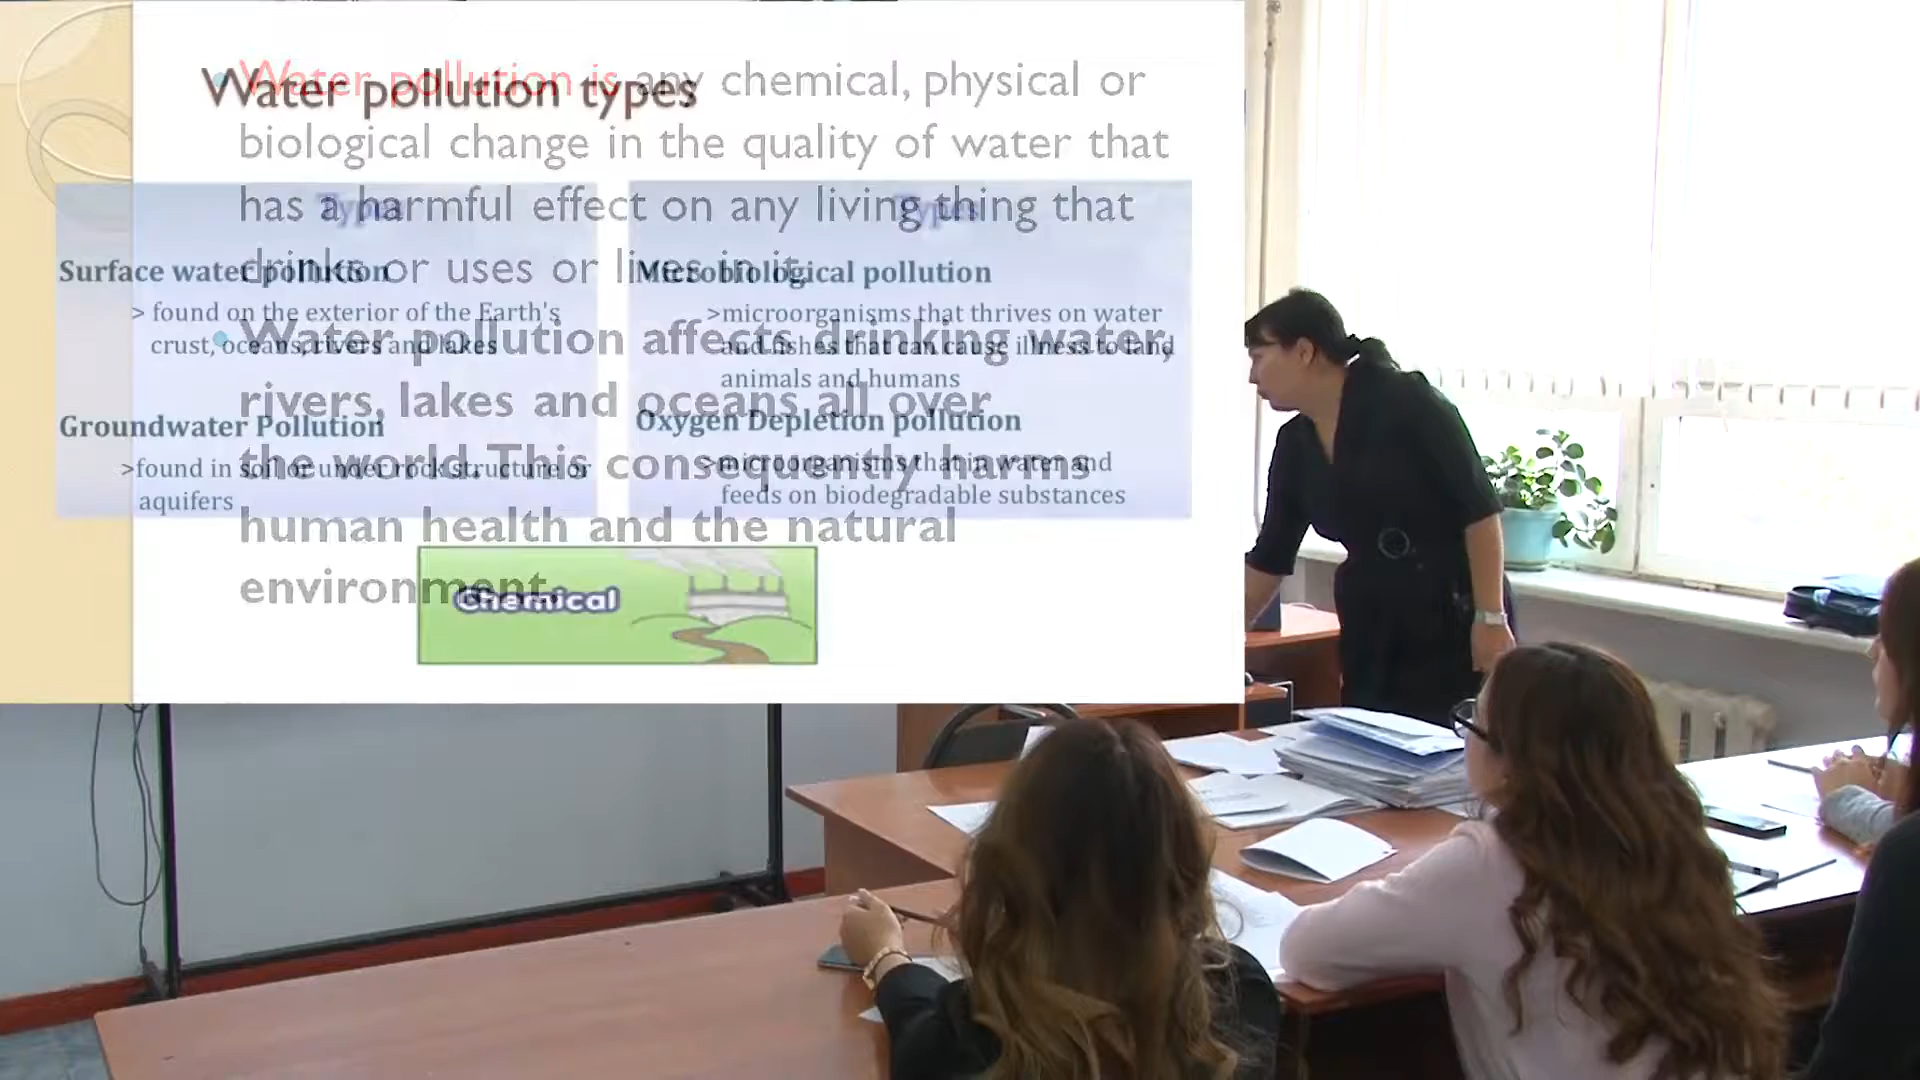 Water pollution is any chemical, physical or
biological change in the quality of water that
has a harmful effect on any living thing that
drinks or uses or lives in it.
Water pollution affects drinking water,
rivers, lakes and oceans all over
the world. This consequently harms
human health and the natural
environment.
Water pollution types
Types
Surface water pollution
> found on the exterior of the Earth's
crust, oceans, rivers and lakes
Groundwater Pollution
>found in soil or under rock structure or
aquifers
Types
Microbiological pollution
>microorganisms that thrives on water
and fishes that can cause illness to land
animals and humans
Oxygen Depletion pollution
>microorganisms that in water and
feeds on biodegradable substances
Chemical